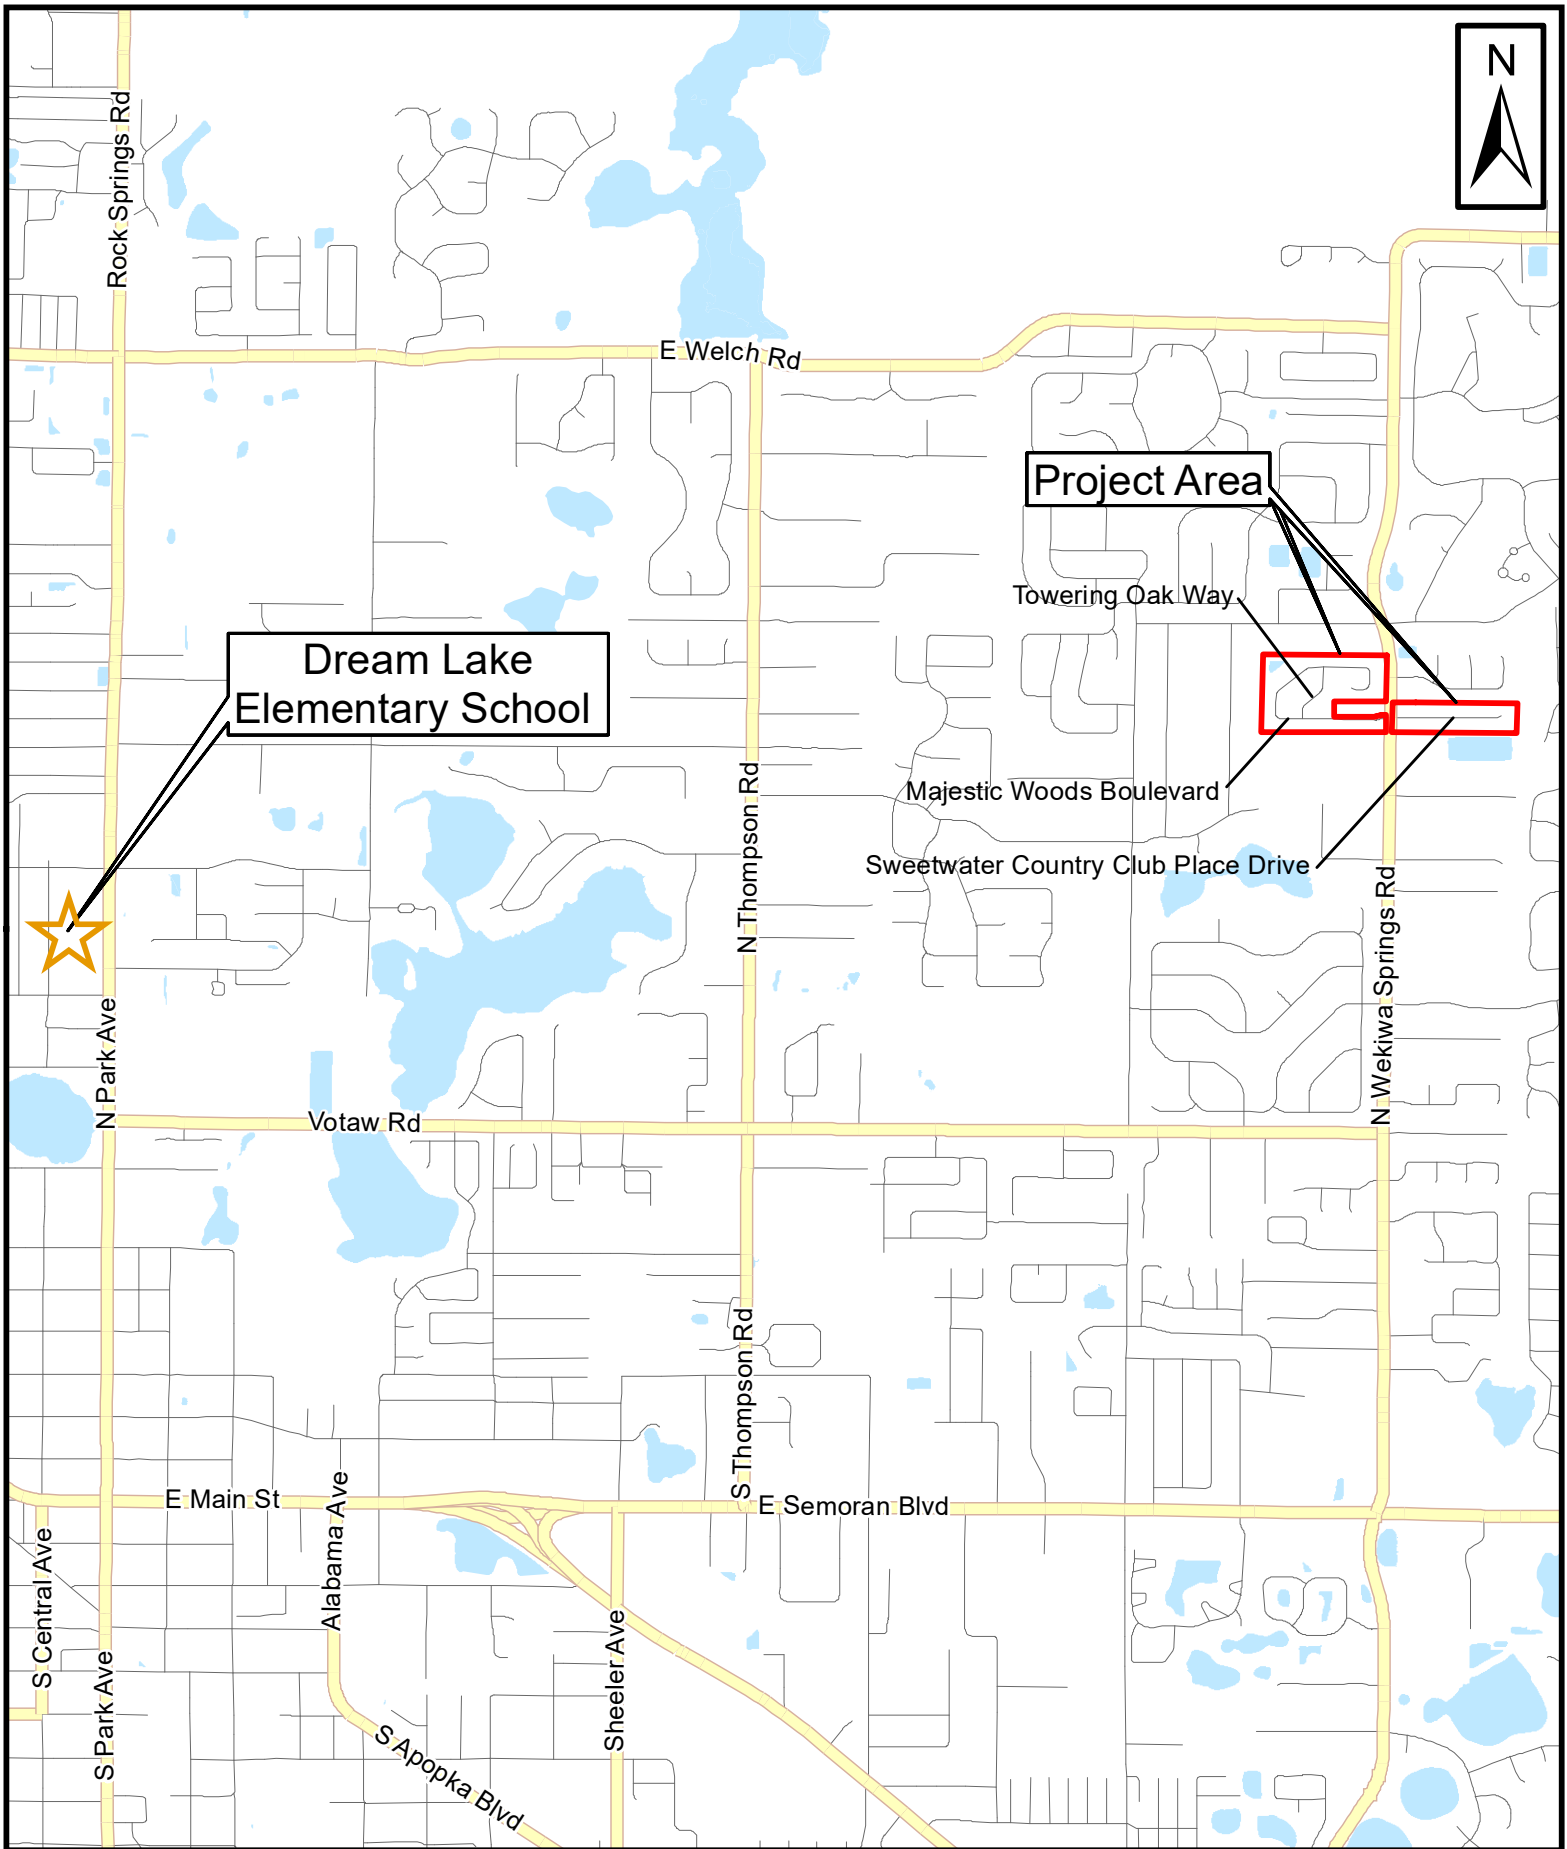 N
Rock Springs Rd
E Welch Rd
Project Area
Towering Oak Way
Dream Lake
Elementary School
Majestic Woods Boulevard
N Thompson Rd
Sweetwater Country Club Place Drive
N Wekiwa Springs Rd
N Park Ave
Votaw Rd
S Thompson Rd
E Main St
E Semoran Blvd
Alabama Ave
S Central Ave
Sheeler Ave
S Park Ave
S Apopka Blvd